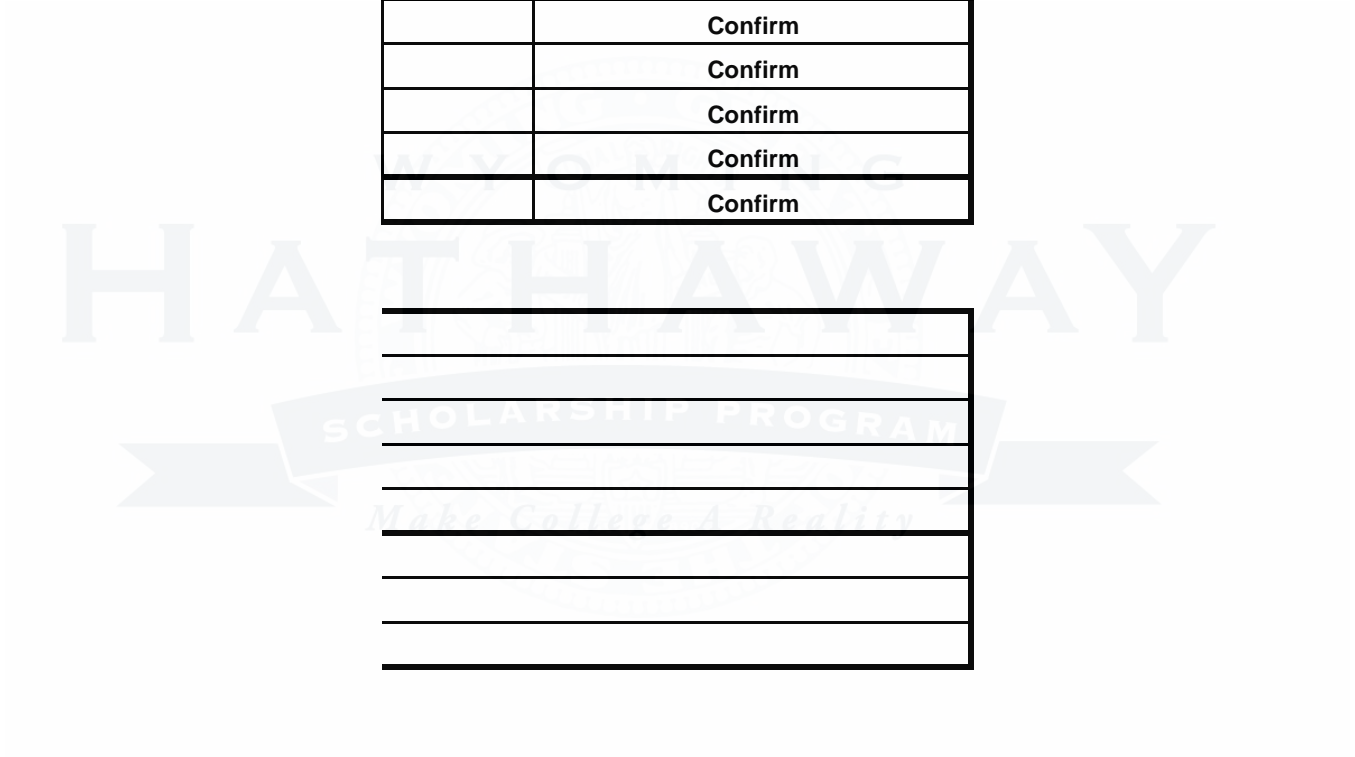 Confirm
Confirm
Confirm
Confirm
WYOMING
Confirm
HATHAWAY
SCHOLARSHIP PROGRAM
Make College A Reality